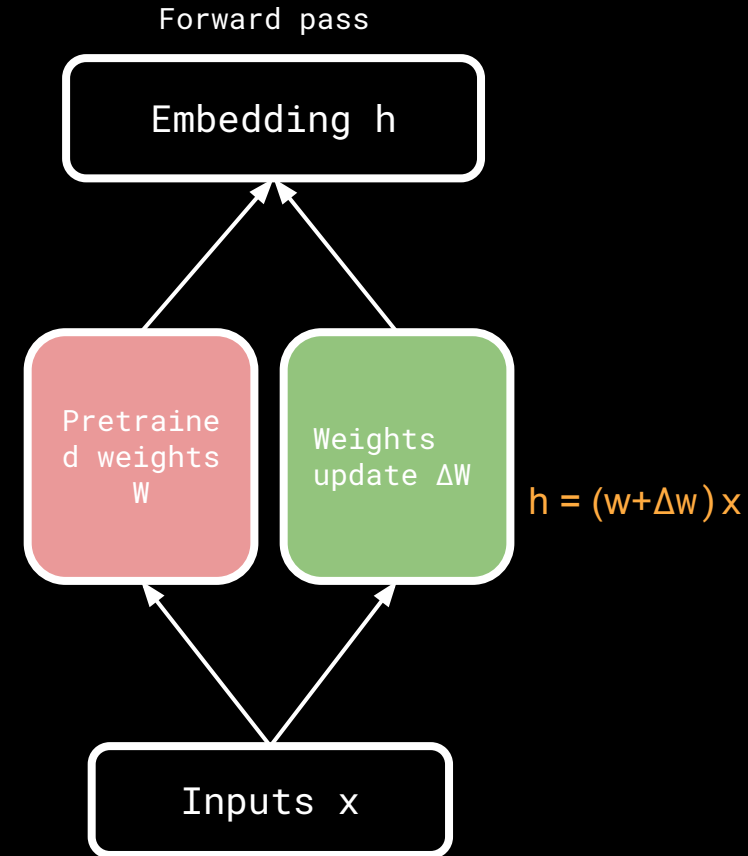 Forward pass
Embedding h
Pretraine
d weights
W
Weights
update ΔW
h = (w+Δw)x
Inputs x